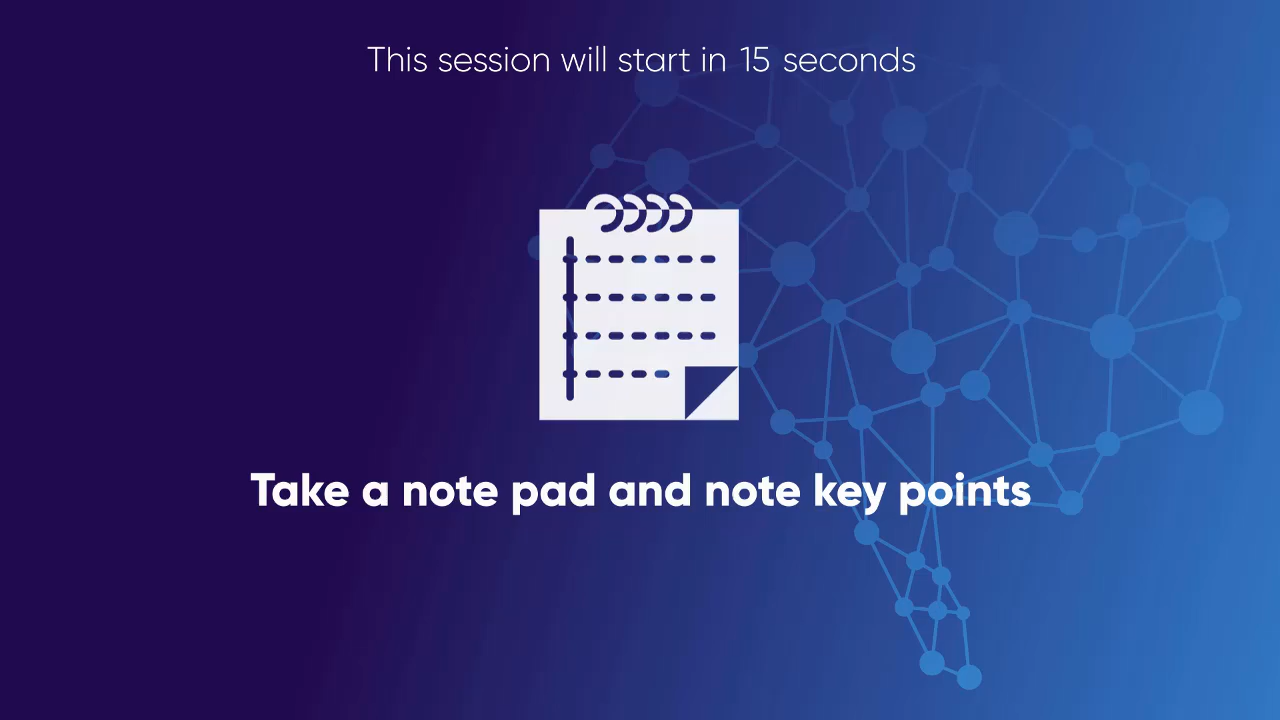 This session will start in 15 seconds
Take a note pad and note key points